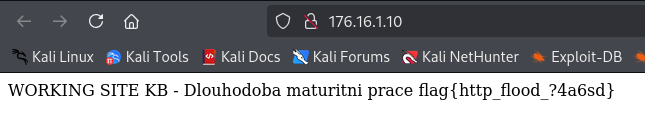 176.16.1.10
Kali Linux Kali Tools Kali Docs Kali Forums Kali NetHunter Exploit-DB
WORKING SITE KB - Dlouhodoba maturitni prace flag{http_flood_?4a6sd}